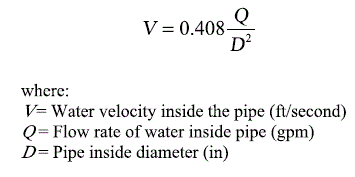 V = 0.408 Q/D²
where:
V= Water velocity inside the pipe (ft/second)
Q= Flow rate of water inside pipe (gpm)
D= Pipe inside diameter (in)